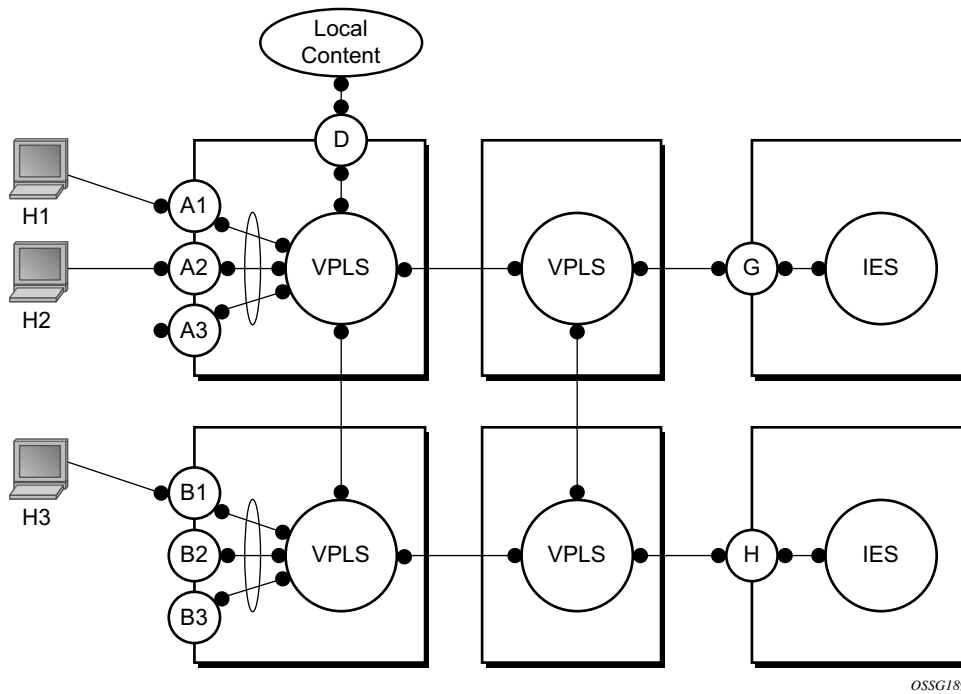 Local
Content
D
H1
A1
A2
A3
VPLS
VPLS
G
IES
H2
H3
B1
B2
B3
VPLS
VPLS
H
IES
OSSG18